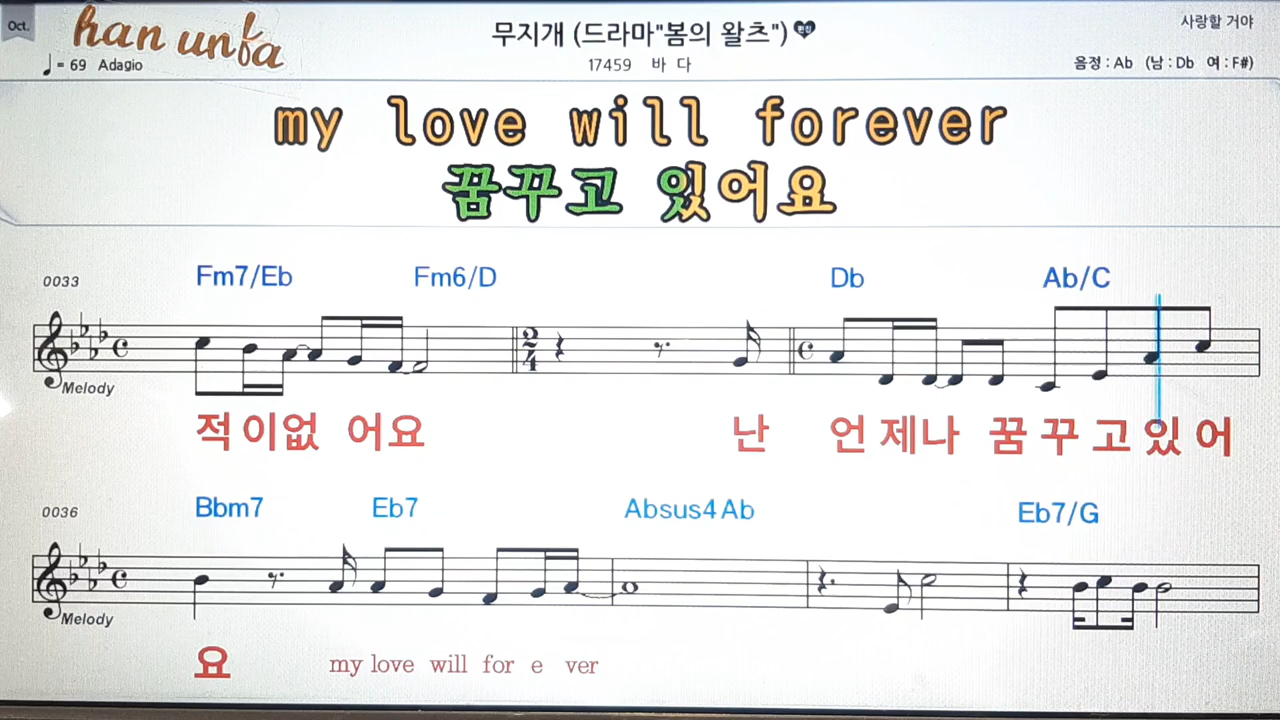 Oct.
han unfa
무지개 (드라마"봄의 왈츠")
사랑할 거야
♩= 69 Adagio
17459 바 다
음정 : Ab (남 : Db 여 : F#)
my love will forever
꿈꾸고 있어요
0033
Fm7/Eb Fm6/D Db Ab/C
2
4
Melody
적이없 어요 난 언제나 꿈꾸고있어
0036
Bbm7 Eb7 Absus4 Ab Eb7/G
Melody
요 my love will for e ver